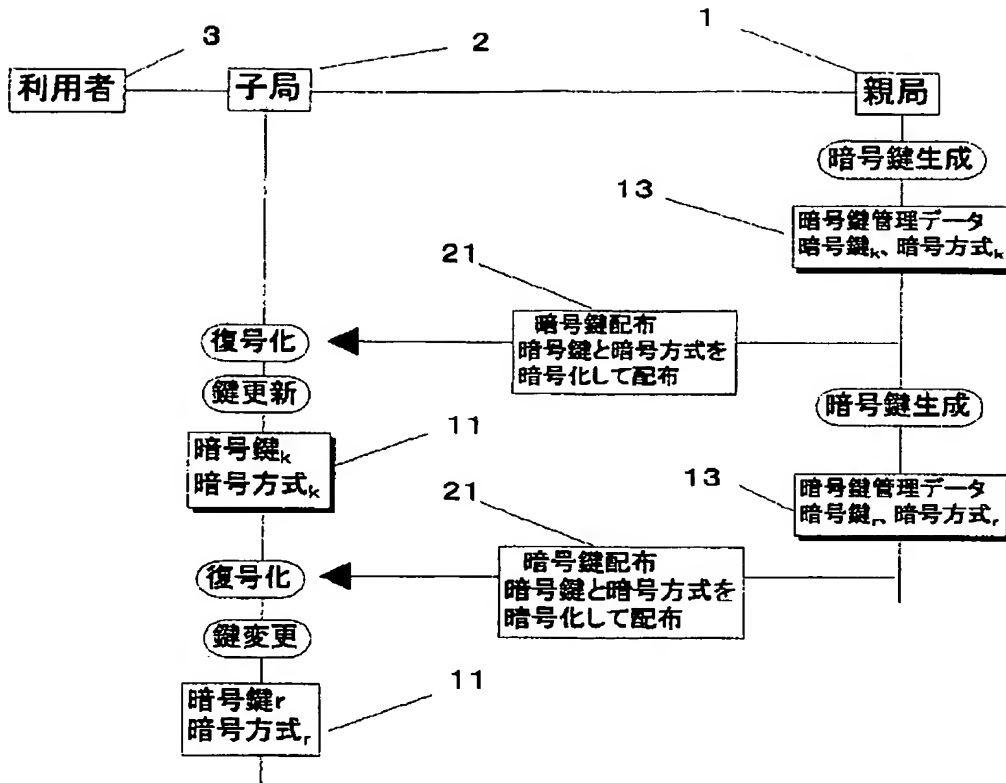 3
2
1
利用者
子局
親局
暗号鍵生成
13
暗号鍵管理データ
暗号鍵k、暗号方式k
21
暗号鍵配布
暗号鍵と暗号方式を
暗号化して配布
復号化
鍵更新
暗号鍵生成
11
暗号鍵k
暗号方式k
13
暗号鍵管理データ
暗号鍵r、暗号方式r
21
暗号鍵配布
暗号鍵と暗号方式を
暗号化して配布
復号化
鍵変更
11
暗号鍵r
暗号方式r